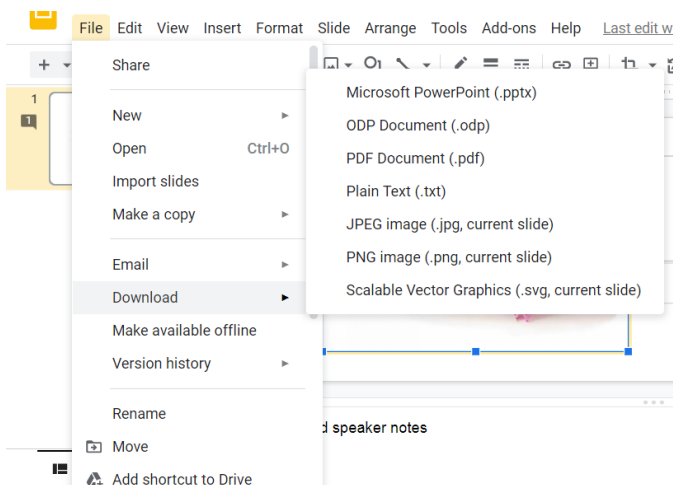 File Edit View Insert Format Slide Arrange Tools Add-ons Help Last edit w
Share
1
1
New
Open Ctrl+O
Import slides
Make a copy
Email
Download
Make available offline
Version history
Rename
Move
Add shortcut to Drive
Microsoft PowerPoint (.pptx)
ODP Document (.odp)
PDF Document (.pdf)
Plain Text (.txt)
JPEG image (.jpg, current slide)
PNG image (.png, current slide)
Scalable Vector Graphics (.svg, current slide)
d speaker notes